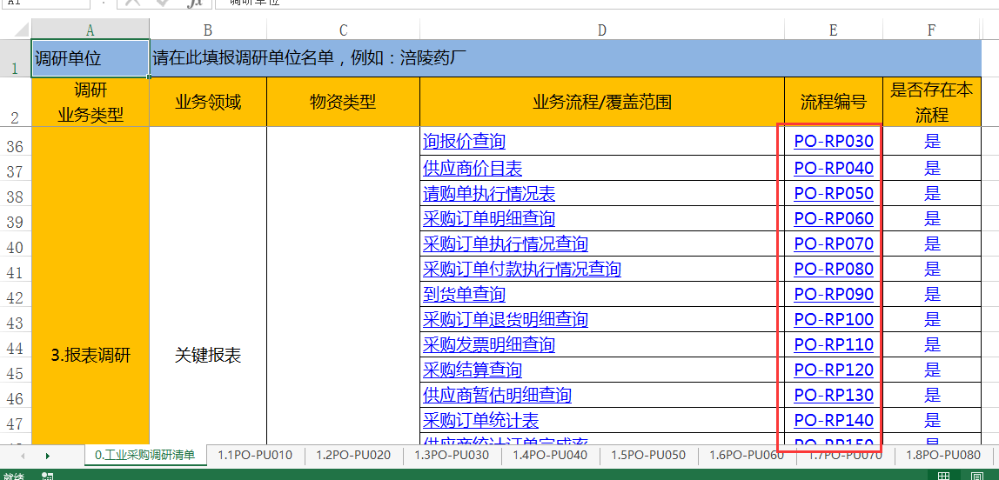 A1
fx
调研单位
A B C D E F
1 调研单位 请在此填报调研单位名单，例如：涪陵药厂
2 调研 业务类型 业务领域 物资类型 业务流程/覆盖范围 流程编号 是否存在本流程
36 询报价查询 PO-RP030 是
37 供应商价目表 PO-RP040 是
38 请购单执行情况表 PO-RP050 是
39 采购订单明细查询 PO-RP060 是
40 采购订单执行情况查询 PO-RP070 是
41 采购订单付款执行情况查询 PO-RP080 是
42 到货单查询 PO-RP090 是
43 采购订单退货明细查询 PO-RP100 是
44 采购发票明细查询 PO-RP110 是
3.报表调研 关键报表
45 采购结算查询 PO-RP120 是
46 供应商暂估明细查询 PO-RP130 是
47 采购订单统计表 PO-RP140 是
供应商统计订单完成率 PO-RP150 是
0.工业采购调研清单 1.1PO-PU010 1.2PO-PU020 1.3PO-PU030 1.4PO-PU040 1.5PO-PU050 1.6PO-PU060 1.7PO-PU070 1.8PO-PU080
就绪